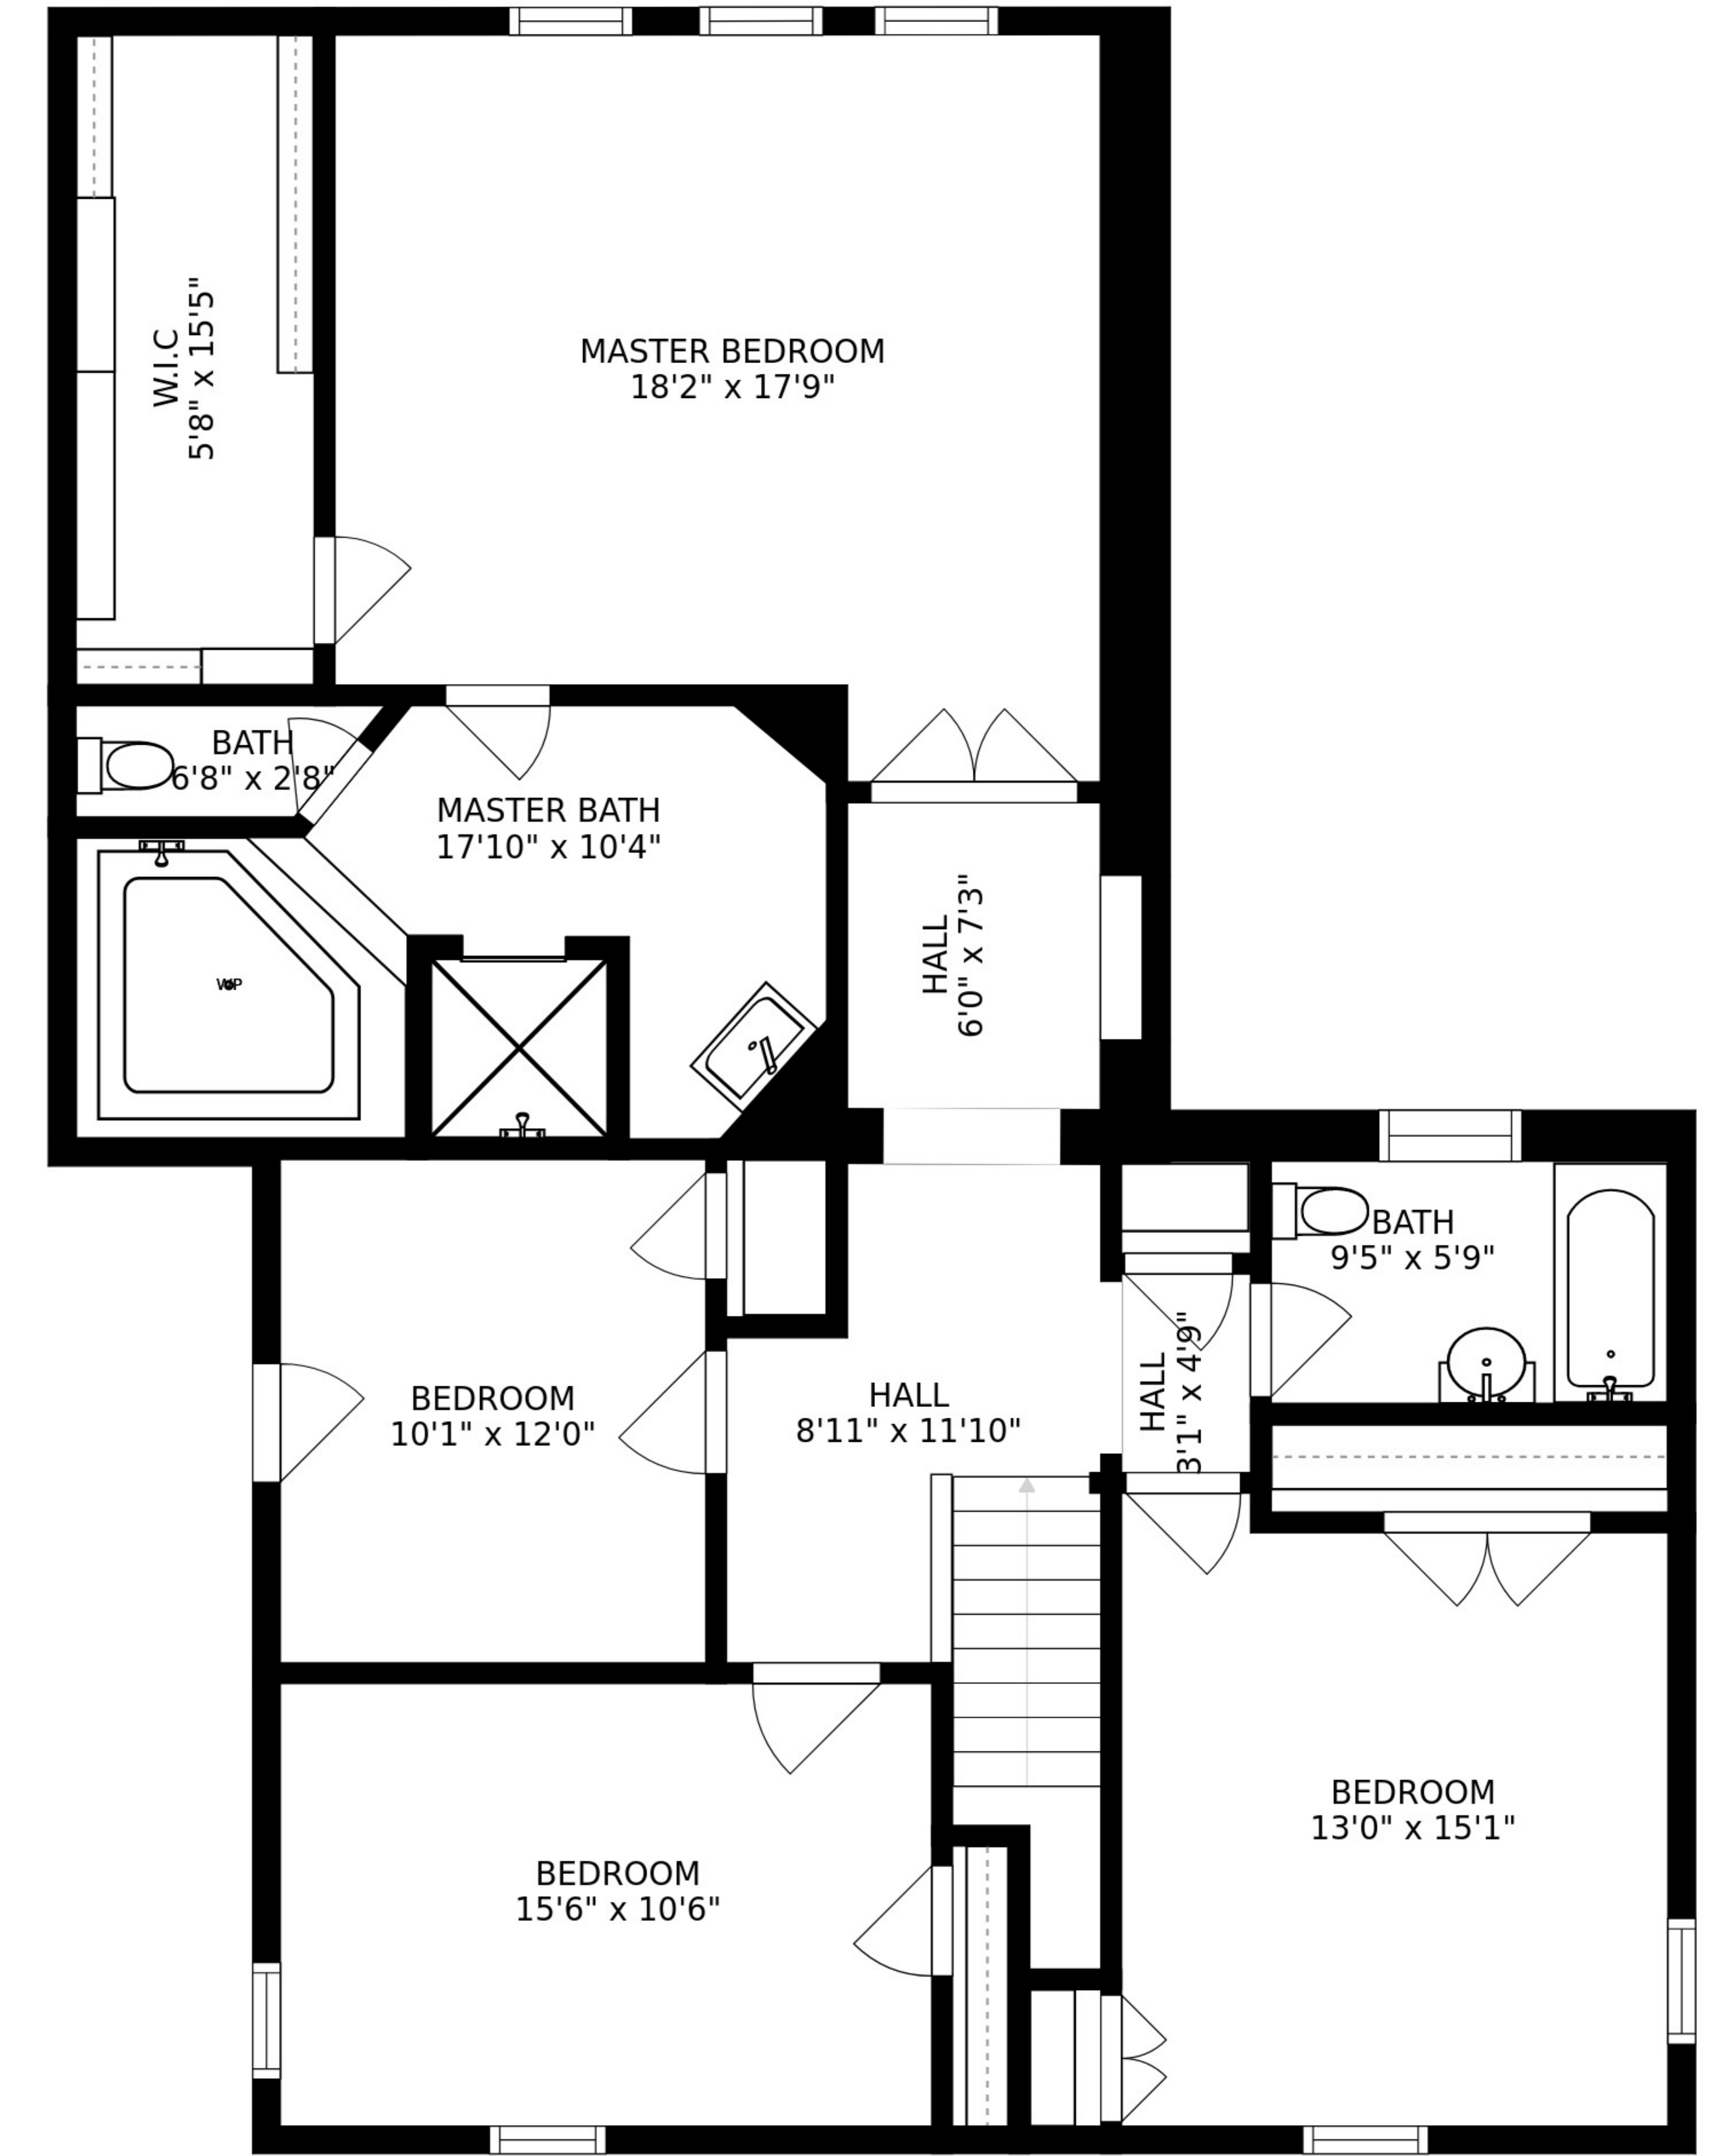 W.I.C
5'8" x 15'5"
MASTER BEDROOM
18'2" x 17'9"
BATH
6'8" x 2'8"
MASTER BATH
17'10" x 10'4"
HALL
6'0" x 7'3"
BATH
9'5" x 5'9"
HALL
3'1" x 4'9"
BEDROOM
10'1" x 12'0"
HALL
8'11" x 11'10"
BEDROOM
13'0" x 15'1"
BEDROOM
15'6" x 10'6"